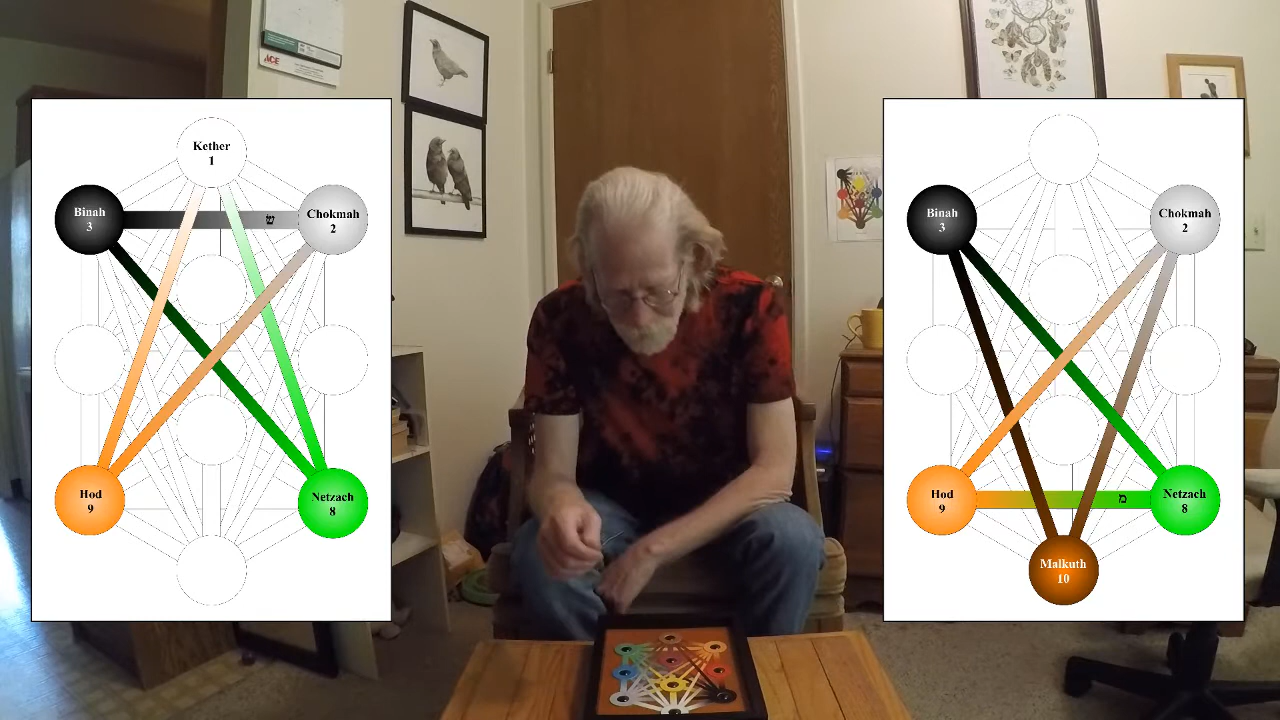 ACE
Kether
1
Binah
3
ש
Chokmah
2
Hod
9
Netzach
8
Binah
3
Chokmah
2
Hod
9
מ
Netzach
8
Malkuth
10